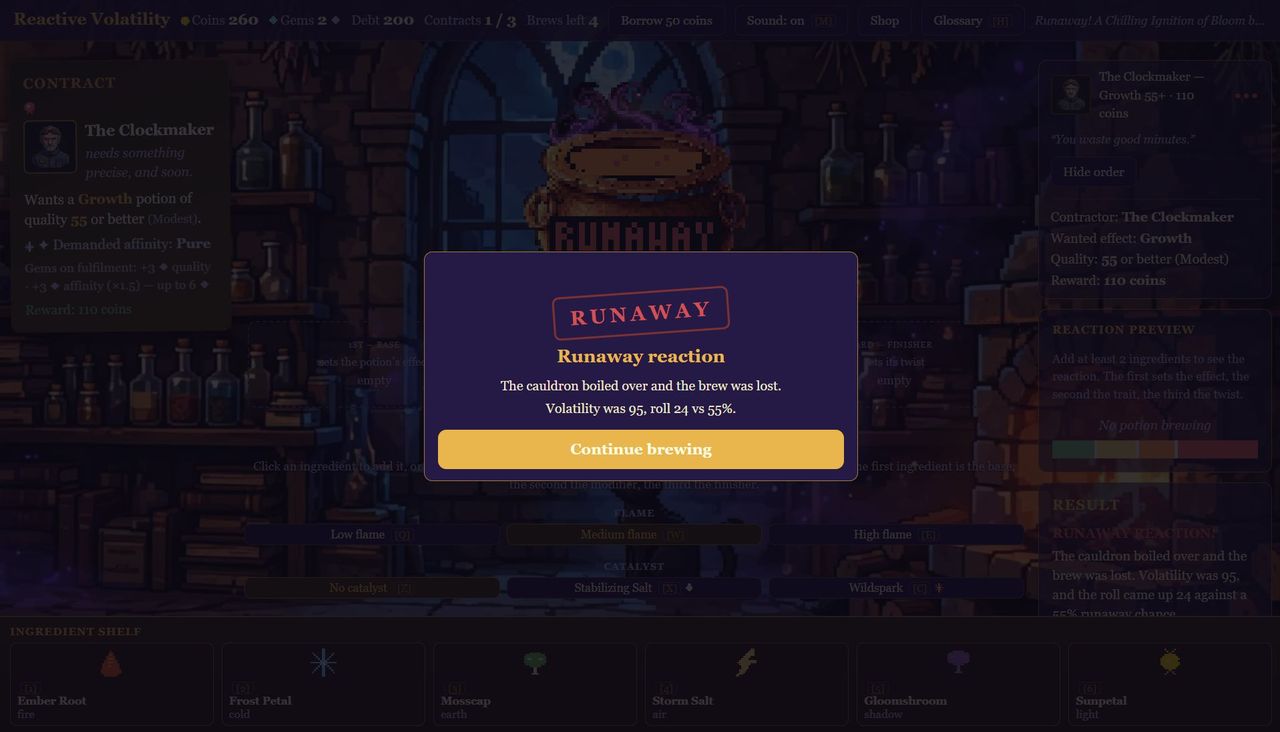 Reactive Volatility Coins 260 Gems 2 Debt 200 Contracts 1 / 3 Brews left 4 Borrow 50 coins Sound: on [M] Shop Glossary [H] Runaway! A Chilling Ignition of Bloom b...
CONTRACT
The Clockmaker
needs something
precise, and soon.
Wants a Growth potion of
quality 55 or better (Modest).
Demanded affinity: Pure
Gems on fulfilment: +3 ◆ quality
· +3 ◆ affinity (×1.5) — up to 6 ◆
Reward: 110 coins
RUNAWAY
1ST — BASE
sets the potion's effe
empty
RUNAWAY
Runaway reaction
The cauldron boiled over and the brew was lost.
Volatility was 95, roll 24 vs 55%.
Continue brewing
FINISHER
its twist
empty
Click an ingredient to add it, or
he first ingredient is the base,
the second the modifier, the third the finisher.
FLAME
Low flame [Q] Medium flame [W] High flame [E]
CATALYST
No catalyst [Z] Stabilizing Salt [X] Wildspark [C]
The Clockmaker —
Growth 55+ · 110
coins
“You waste good minutes.”
Hide order
Contractor: The Clockmaker
Wanted effect: Growth
Quality: 55 or better (Modest)
Reward: 110 coins
REACTION PREVIEW
Add at least 2 ingredients to see the
reaction. The first sets the effect, the
second the trait, the third the twist.
No potion brewing
RESULT
RUNAWAY REACTION!
The cauldron boiled over and the
brew was lost. Volatility was 95,
and the roll came up 24 against a
55% runaway chance.
INGREDIENT SHELF
[1] [2] [3] [4] [5] [6]
Ember Root Frost Petal Mosscap Storm Salt Gloomshroom Sunpetal
fire cold earth air shadow light